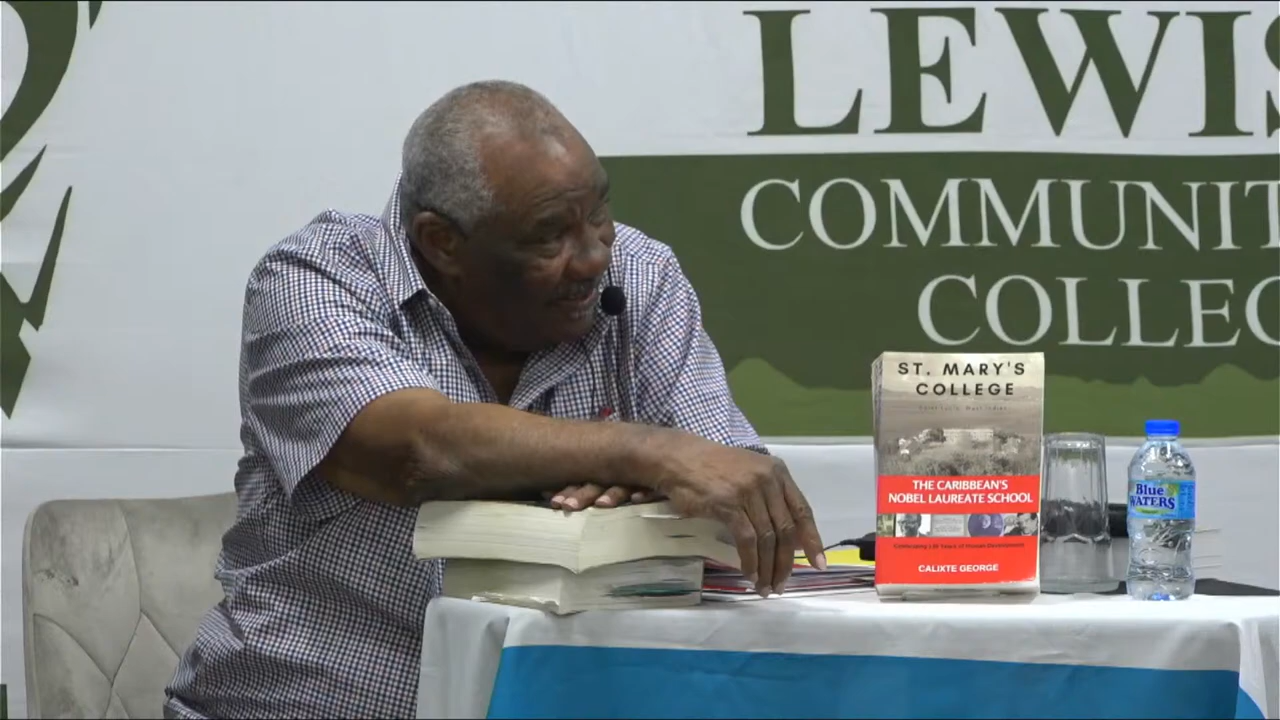 LEWIS
COMMUNIT
COLLEG
ST. MARY'S
COLLEGE
THE CARIBBEAN'S
NOBEL LAUREATE SCHOOL
CALIXTE GEORGE
Blue
WATERS